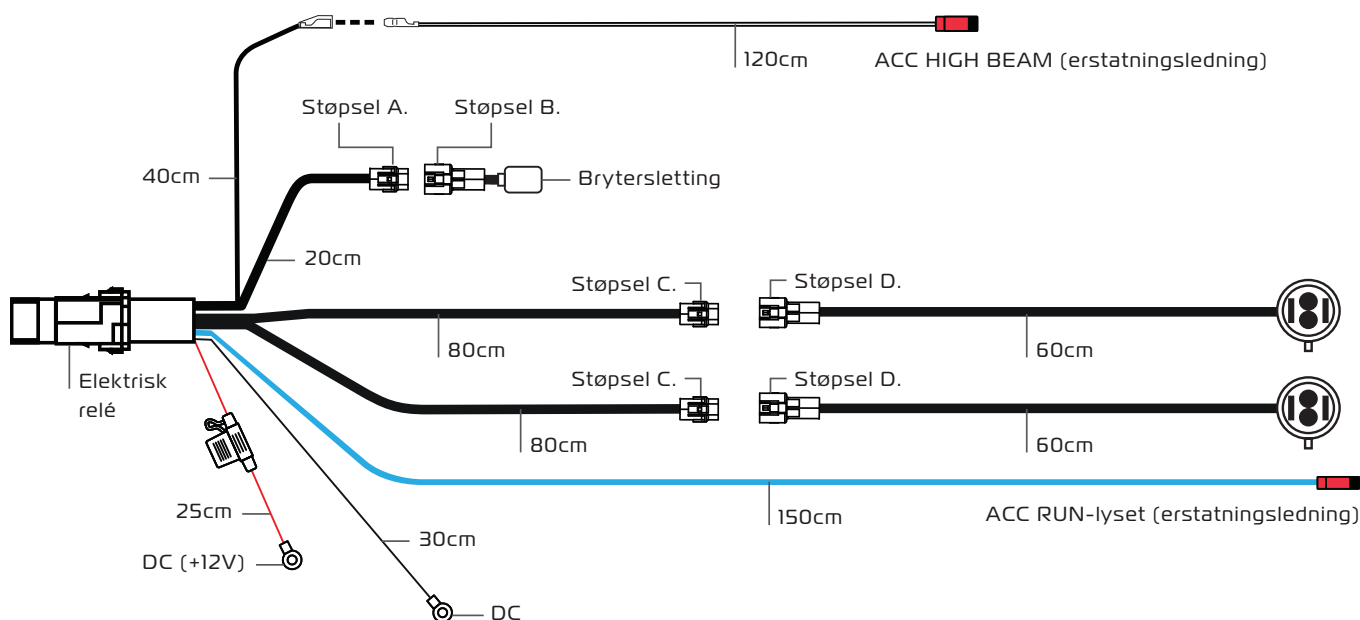 120cm
ACC HIGH BEAM (erstatningsledning)
Støpsel A.
Støpsel B.
40cm
Brytersletting
20cm
Støpsel C.
Støpsel D.
80cm
60cm
Elektrisk
relé
Støpsel C.
Støpsel D.
80cm
60cm
25cm
150cm
ACC RUN-lyset (erstatningsledning)
30cm
DC (+12V)
DC